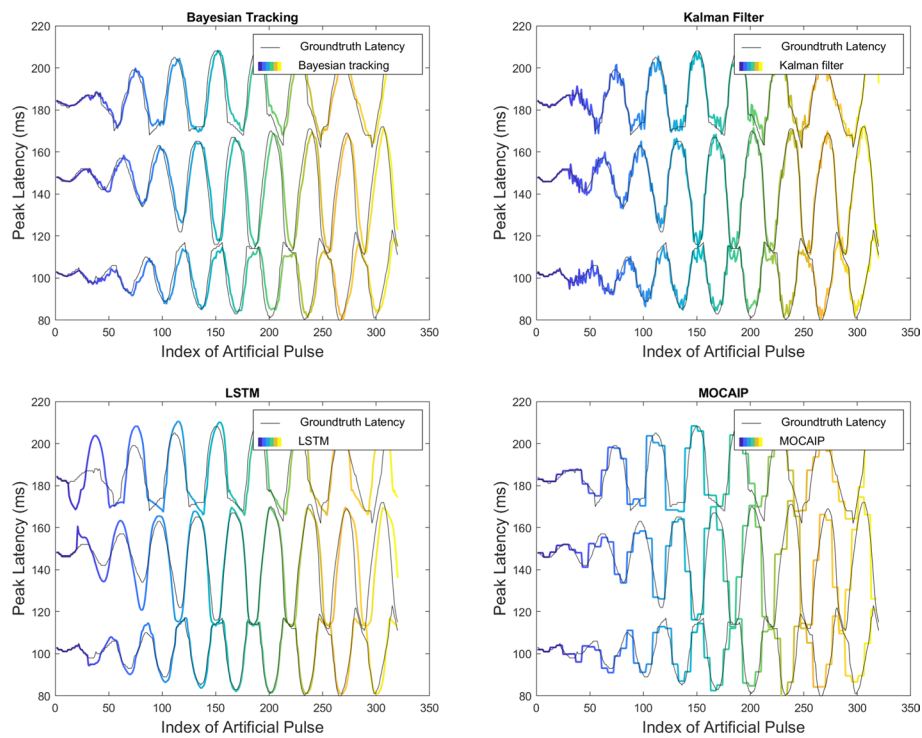 Bayesian Tracking
Groundtruth Latency
Bayesian tracking
Peak Latency (ms)
220
200
180
160
140
120
100
80
0 50 100 150 200 250 300 350
Index of Artificial Pulse
Kalman Filter
Groundtruth Latency
Kalman filter
Peak Latency (ms)
220
200
180
160
140
120
100
80
0 50 100 150 200 250 300 350
Index of Artificial Pulse
LSTM
Groundtruth Latency
LSTM
Peak Latency (ms)
220
200
180
160
140
120
100
80
0 50 100 150 200 250 300 350
Index of Artificial Pulse
MOCAIP
Groundtruth Latency
MOCAIP
Peak Latency (ms)
220
200
180
160
140
120
100
80
0 50 100 150 200 250 300 350
Index of Artificial Pulse